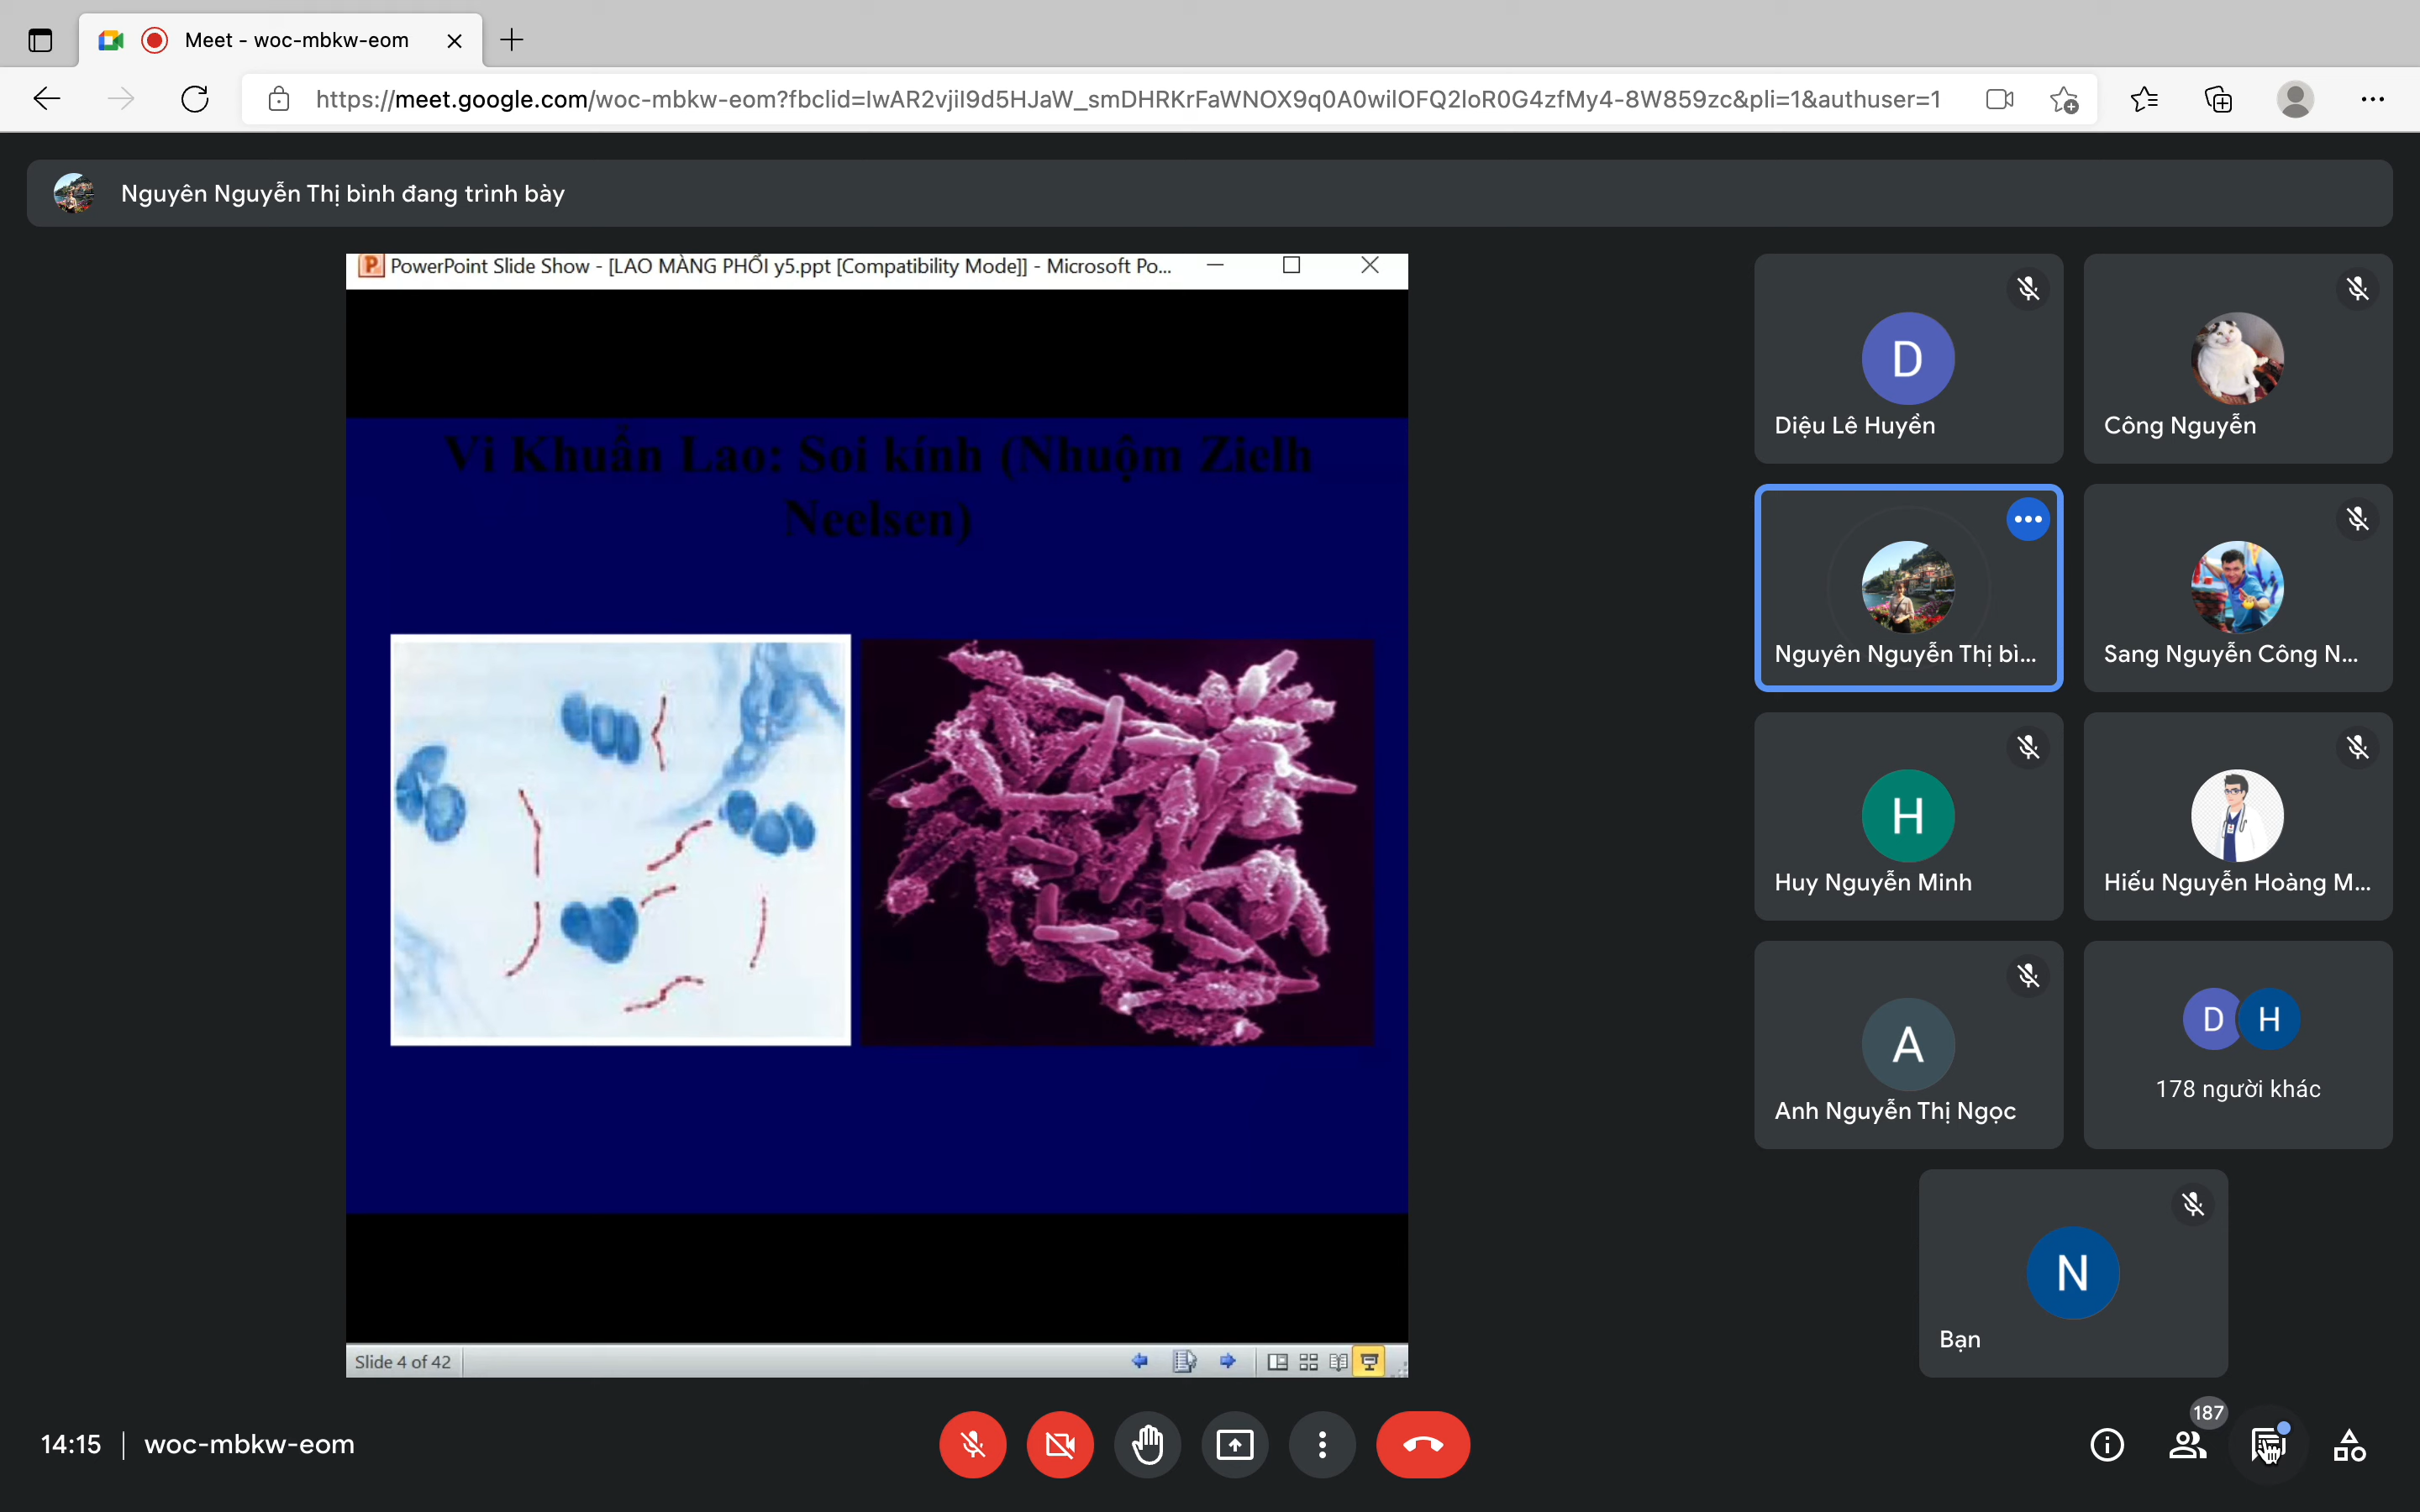 Meet - woc-mbkw-eom
https://meet.google.com/woc-mbkw-eom?fbclid=IwAR2vjil9d5HJaW_smDHRKrFaWNOX9q0A0wilOFQ2loR0G4zfMy4-8W859zc&pli=1&authuser=1
Nguyên Nguyễn Thị bình đang trình bày
PowerPoint Slide Show - [LAO MÀNG PHỔI y5.ppt [Compatibility Mode]] - Microsoft Po...
Vi Khuẩn Lao: Soi kính (Nhuộm Zielh
Neelsen)
Slide 4 of 42
D
Diệu Lê Huyền
Công Nguyễn
Nguyên Nguyễn Thị bì...
Sang Nguyễn Công N...
H
Huy Nguyễn Minh
Hiếu Nguyễn Hoàng M...
A
Anh Nguyễn Thị Ngọc
D H
178 người khác
N
Bạn
14:15 | woc-mbkw-eom
187